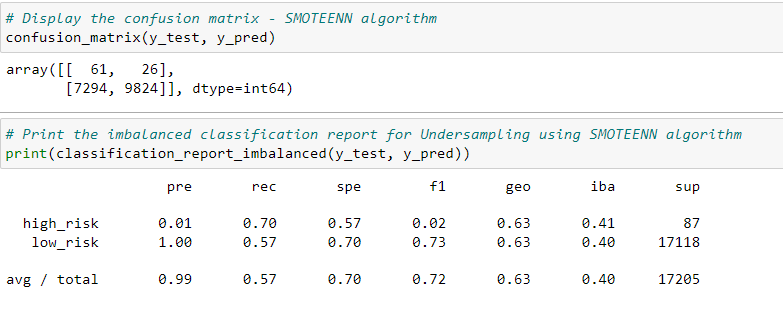 # Display the confusion matrix - SMOTEENN algorithm
confusion_matrix(y_test, y_pred)
array([[  61,   26],
       [7294, 9824]], dtype=int64)
# Print the imbalanced classification report for Undersampling using SMOTEENN algorithm
print(classification_report_imbalanced(y_test, y_pred))
                   pre       rec       spe        f1       geo       iba       sup
  high_risk       0.01      0.70      0.57      0.02      0.63      0.41        87
   low_risk       1.00      0.57      0.70      0.73      0.63      0.40     17118
avg / total       0.99      0.57      0.70      0.72      0.63      0.40     17205